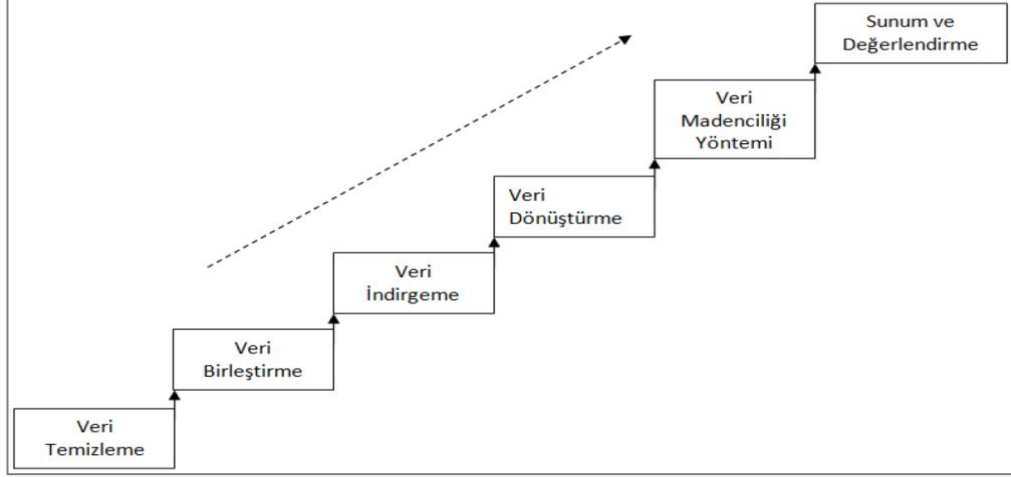 Sunum ve
Değerlendirme
Veri
Madenciliği
Yöntemi
Veri
Dönüştürme
Veri
İndirgeme
Veri
Birleştirme
Veri
Temizleme